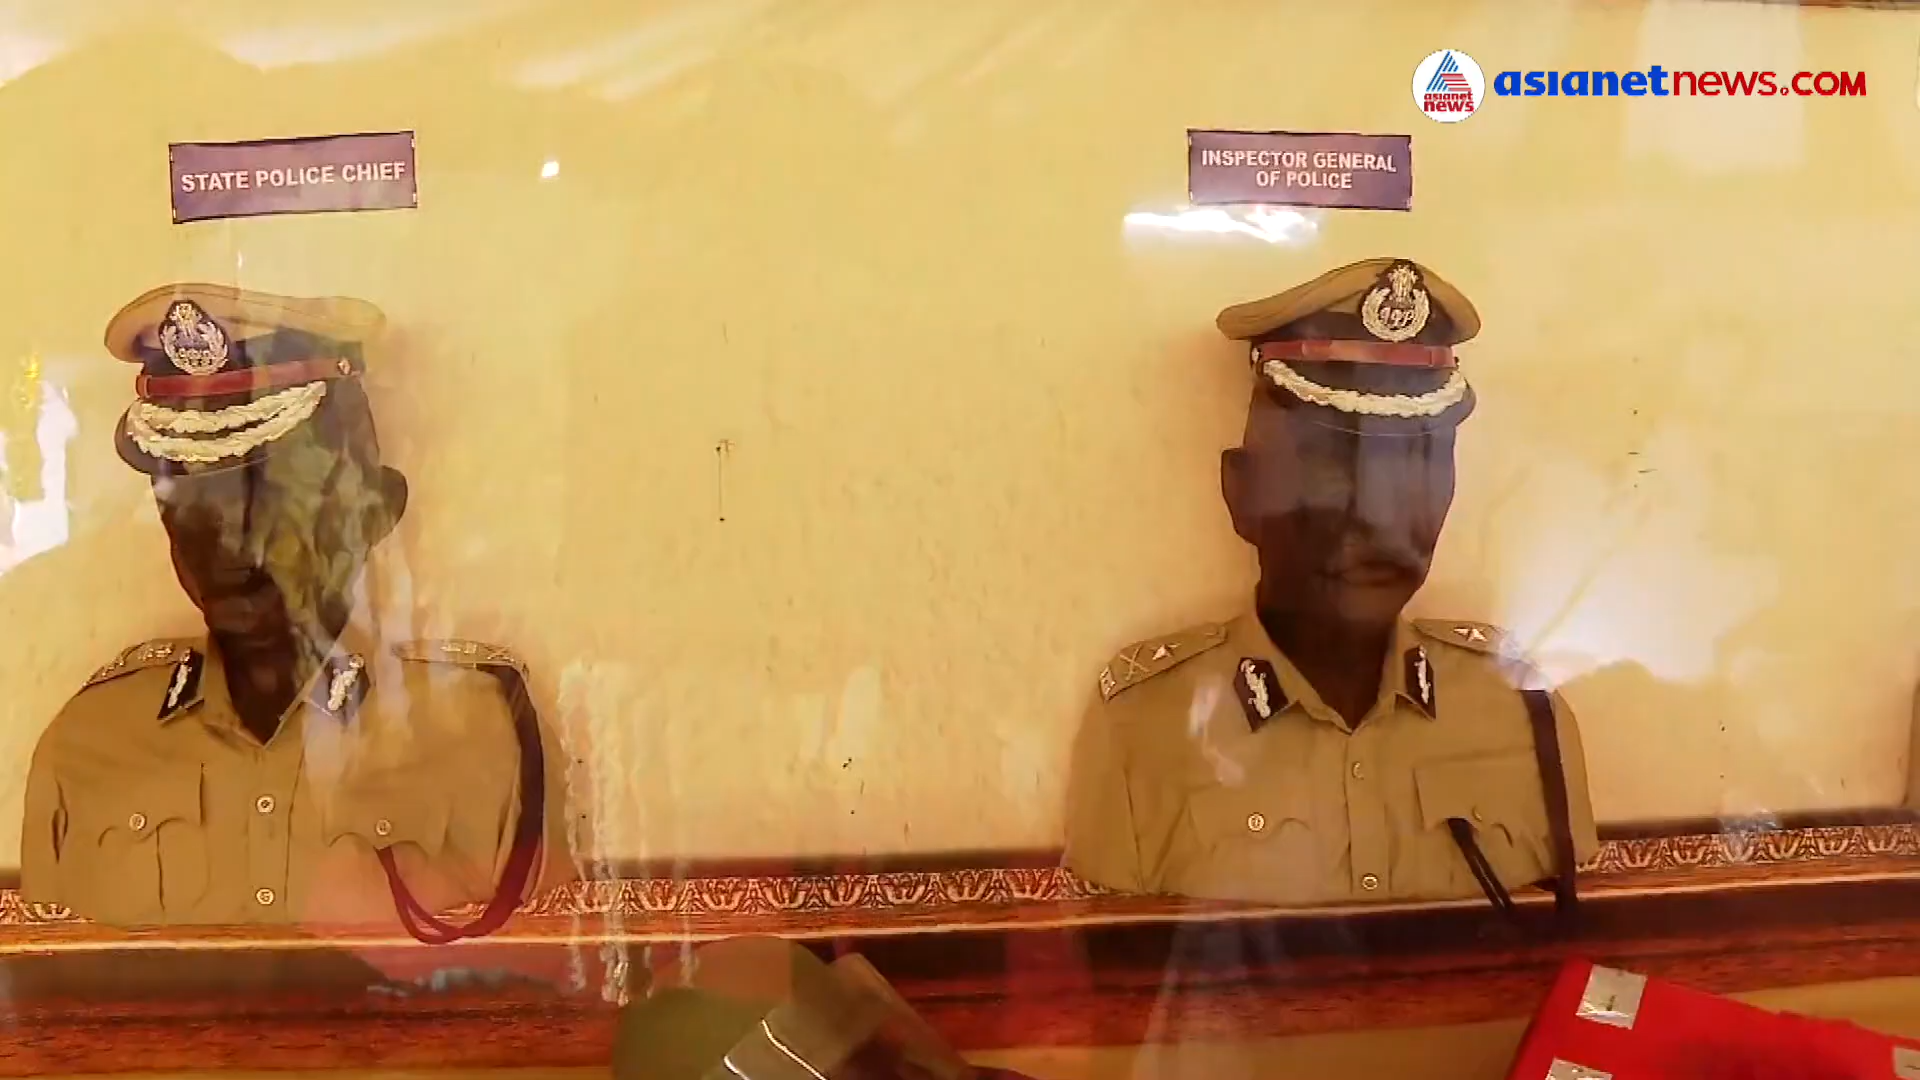 asianet
news
asianetnews.COM
STATE POLICE CHIEF
INSPECTOR GENERAL
OF POLICE